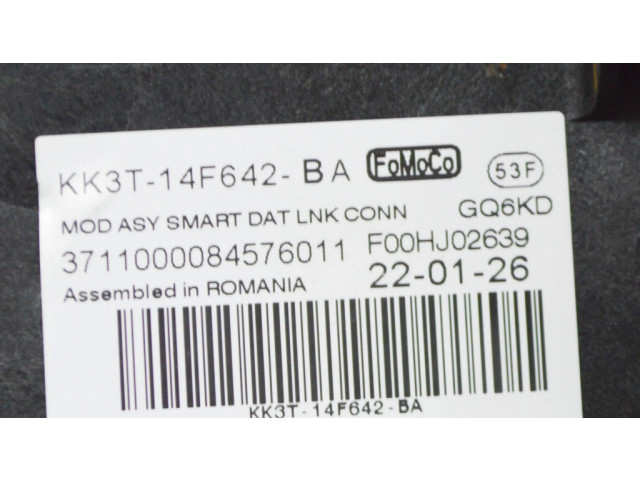 KK3T-14F642-BA FoMoCo 53F
MOD ASY SMART DAT LNK CONN GQ6KD
3711000084576011 F00HJ02639
Assembled in ROMANIA 22-01-26
KK3T-14F642-BA